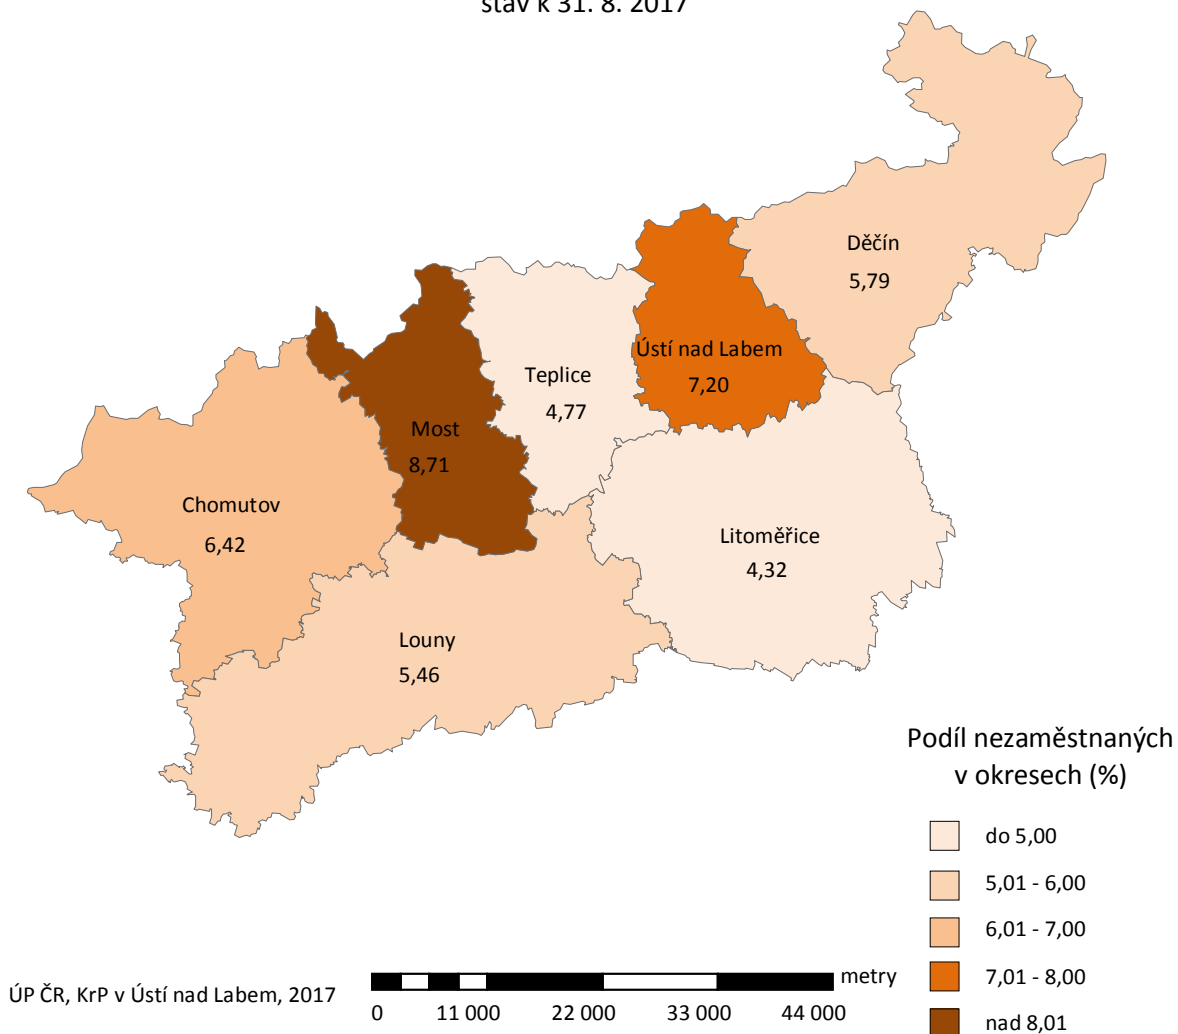 stav k 31. 8. 2017
Děčín
5,79
Ústí nad Labem
7,20
Teplice
4,77
Most
8,71
Chomutov
6,42
Litoměřice
4,32
Louny
5,46
Podíl nezaměstnaných
v okresech (%)
do 5,00
5,01 - 6,00
6,01 - 7,00
7,01 - 8,00
nad 8,01
metry
0 11 000 22 000 33 000 44 000
ÚP ČR, KrP v Ústí nad Labem, 2017